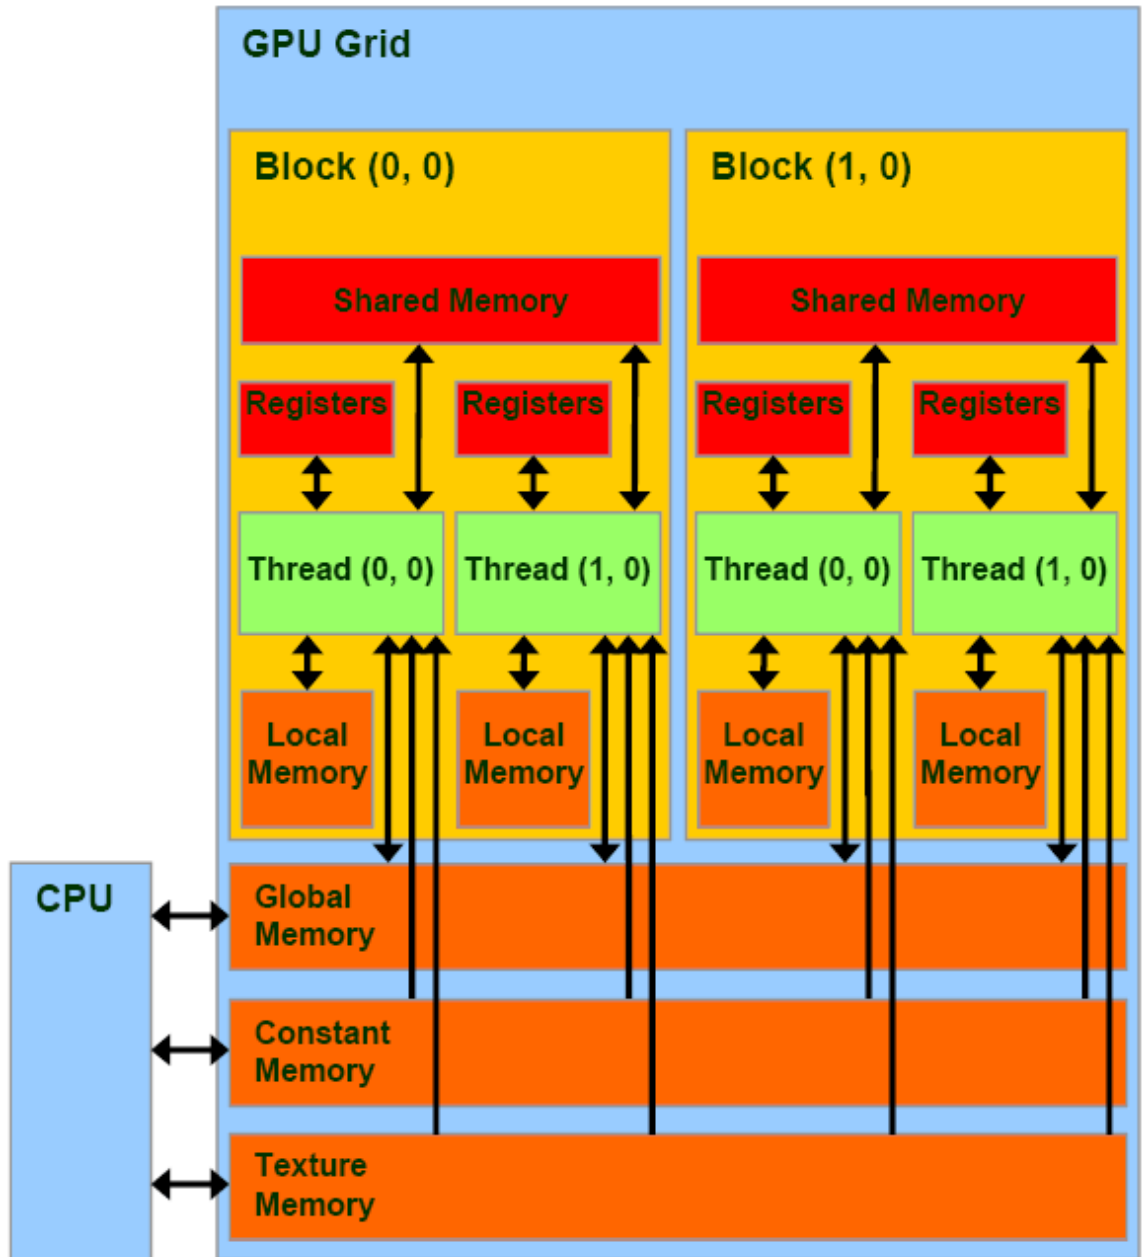 GPU Grid
Block (0, 0)
Block (1, 0)
Shared Memory
Shared Memory
Registers
Registers
Registers
Registers
Thread (0, 0)
Thread (1, 0)
Thread (0, 0)
Thread (1, 0)
Local
Memory
Local
Memory
Local
Memory
Local
Memory
CPU
Global
Memory
Constant
Memory
Texture
Memory